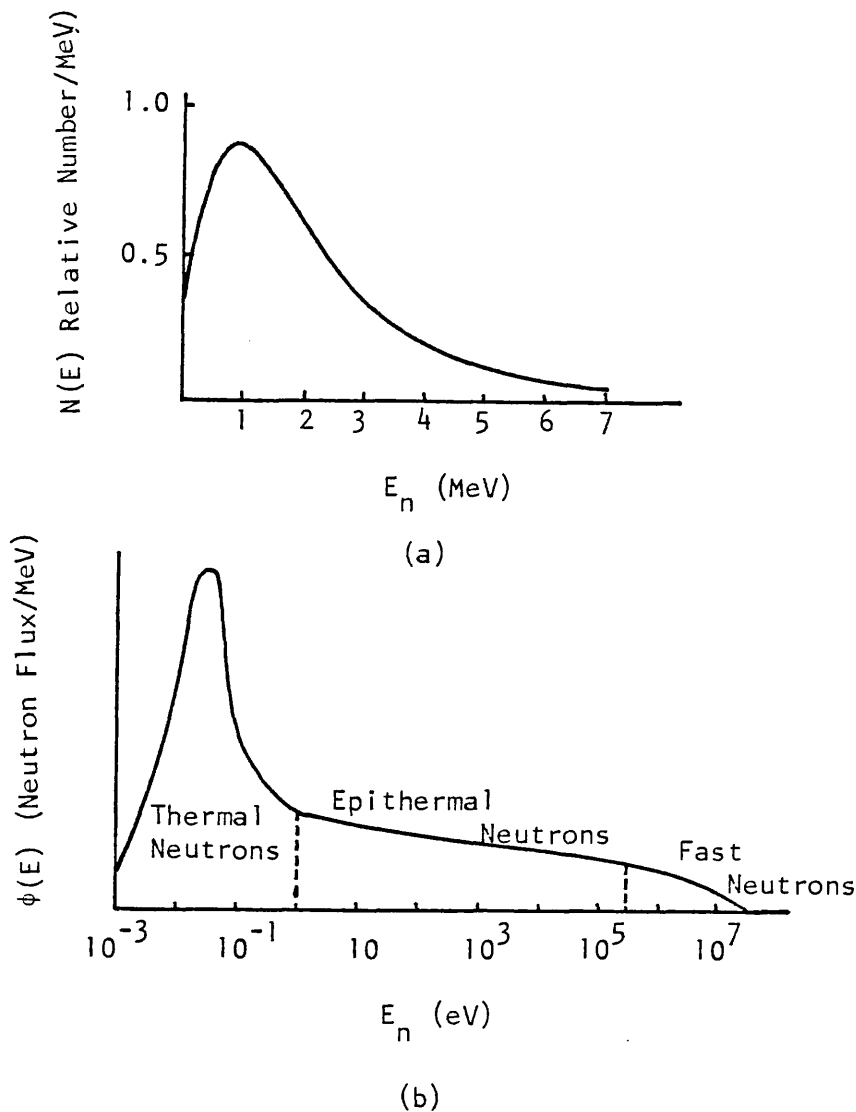 N(E) Relative Number/MeV
1.0
0.5
1 2 3 4 5 6 7
E_n (MeV)
(a)
ϕ(E) (Neutron Flux/MeV)
Thermal
Neutrons
Epithermal
Neutrons
Fast
Neutrons
10^-3 10^-1 10 10^3 10^5 10^7
E_n (eV)
(b)